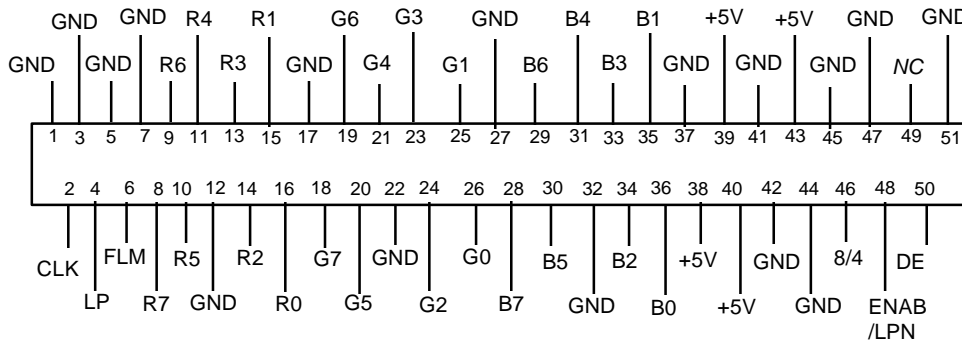 GND GND R4 R1 G6 G3 GND B4 B1 +5V +5V GND GND
GND GND R6 R3 GND G4 G1 B6 B3 GND GND GND NC
1 3 5 7 9 11 13 15 17 19 21 23 25 27 29 31 33 35 37 39 41 43 45 47 49 51
2 4 6 8 10 12 14 16 18 20 22 24 26 28 30 32 34 36 38 40 42 44 46 48 50
CLK FLM R5 R2 G7 GND G0 B5 B2 +5V GND 8/4 DE
LP R7 GND R0 G5 G2 B7 GND B0 +5V GND ENAB
/LPN